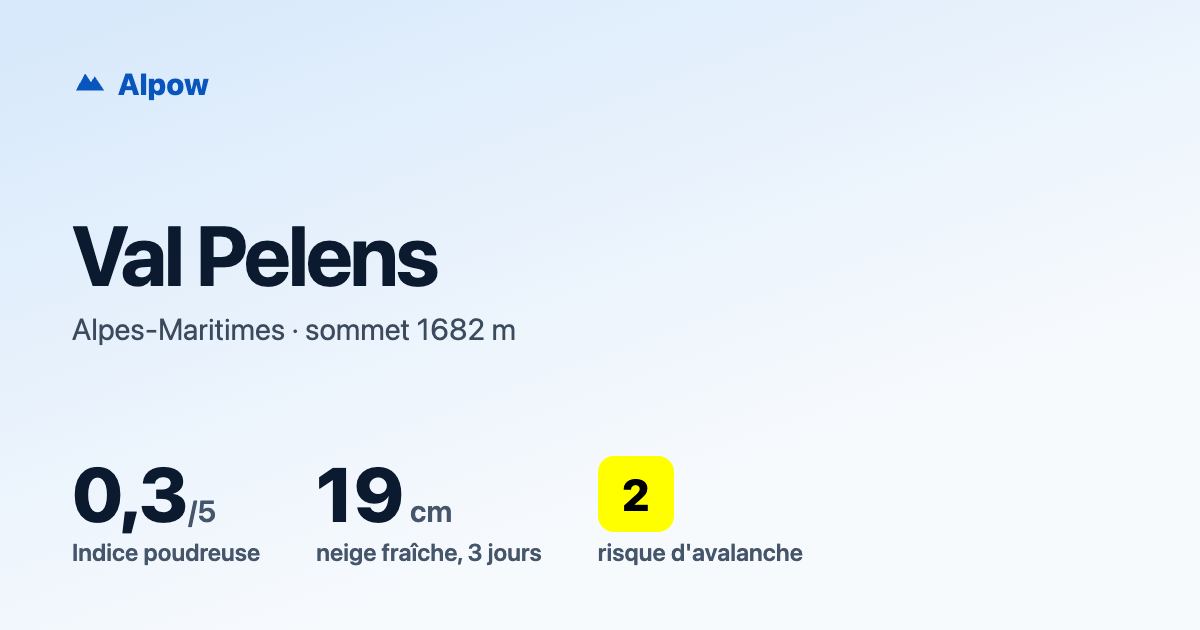 Alpow
Val Pelens
Alpes-Maritimes · sommet 1682 m
0,3/5
Indice poudreuse
19 cm
neige fraîche, 3 jours
2
risque d'avalanche